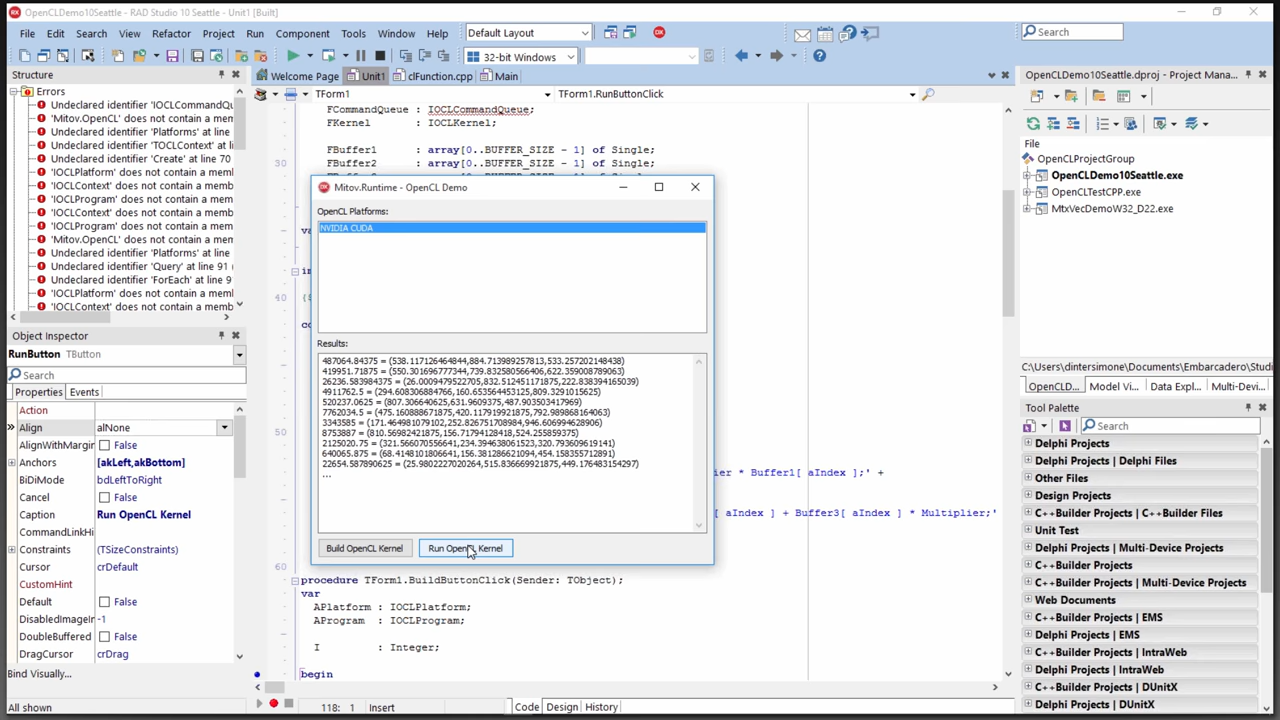 OpenCLDemo10Seattle - RAD Studio 10 Seattle - Unit1 [Built]
File Edit Search View Refactor Project Run Component Tools Window Help Default Layout Search
32-bit Windows
Structure
Welcome Page Unit1 clFunction.cpp Main
OpenCLDemo10Seattle.dproj - Project Mana...
TForm1 TForm1.RunButtonClick
Errors
Undeclared identifier 'IOCLCommandQu
'Mitov.OpenCL' does not contain a mem
Undeclared identifier 'Platforms' at line
Undeclared identifier 'TOCLContext' at line
Undeclared identifier 'Create' at line 70
'IOCLPlatform' does not contain a memb
'IOCLContext' does not contain a memb
'IOCLProgram' does not contain a memb
'IOCLContext' does not contain a memb
'IOCLProgram' does not contain a memb
'Mitov.OpenCL' does not contain a mem
Undeclared identifier 'Platforms' at line
Undeclared identifier 'Query' at line 91 (
Undeclared identifier 'ForEach' at line 9
'IOCLPlatform' does not contain a memb
'IOCLContext' does not contain a memb
FCommandQueue : IOCLCommandQueue;
FKernel : IOCLKernel;
FBuffer1 : array[0..BUFFER_SIZE - 1] of Single;
30 FBuffer2 : array[0..BUFFER_SIZE - 1] of Single;
Mitov.Runtime - OpenCL Demo
OpenCL Platforms:
NVIDIA CUDA
Results:
487064.84375 = (538.117126464844,884.713989257813,533.257202148438)
419951.71875 = (550.301696777344,739.832580566406,622.359008789063)
26236.583984375 = (26.0009479522705,832.512451171875,222.838394165039)
4911762.5 = (294.608306884766,160.653564453125,809.3291015625)
520237.0625 = (807.306640625,631.9609375,487.903503417969)
7762034.5 = (475.160888671875,420.117919921875,792.989868164063)
3343585 = (171.464981079102,252.826751708984,946.606994628906)
8753887 = (810.56982421875,156.71794128418,524.255859375)
2125020.75 = (321.566070556641,234.394638061523,320.793609619141)
640065.875 = (68.4148101806641,156.381286621094,454.158355712891)
22654.587890625 = (25.9802227020264,515.836669921875,449.176483154297)
...
Build OpenCL Kernel Run OpenCL Kernel
40
50
ier * Buffer1[ aIndex ];' +
[ aIndex ] + Buffer3[ aIndex ] * Multiplier;'
60
procedure TForm1.BuildButtonClick(Sender: TObject);
var
APlatform : IOCLPlatform;
AProgram : IOCLProgram;
I : Integer;
begin
118: 1 Insert Code Design History
Object Inspector
RunButton TButton
Search
Properties Events
Action
Align alNone
AlignWithMargin False
Anchors [akLeft,akBottom]
BiDiMode bdLeftToRight
Cancel False
Caption Run OpenCL Kernel
CommandLinkHi
Constraints (TSizeConstraints)
Cursor crDefault
CustomHint
Default False
DisabledImageIn -1
DoubleBuffered False
DragCursor crDrag
Bind Visually...
All shown
File
OpenCLProjectGroup
OpenCLDemo10Seattle.exe
OpenCLTestCPP.exe
MtxVecDemoW32_D22.exe
C:\Users\dintersimone\Documents\Embarcadero\Studi
OpenCLD... Model Vi... Data Expl... Multi-Devi...
Tool Palette
Search
Delphi Projects
Delphi Projects | Delphi Files
Other Files
Design Projects
C++Builder Projects | C++Builder Files
Unit Test
Delphi Projects | Multi-Device Projects
C++Builder Projects
C++Builder Projects | Multi-Device Projects
Web Documents
C++Builder Projects | EMS
Delphi Projects | EMS
C++Builder Projects | IntraWeb
Delphi Projects | IntraWeb
C++Builder Projects | DUnitX
Delphi Projects | DUnitX